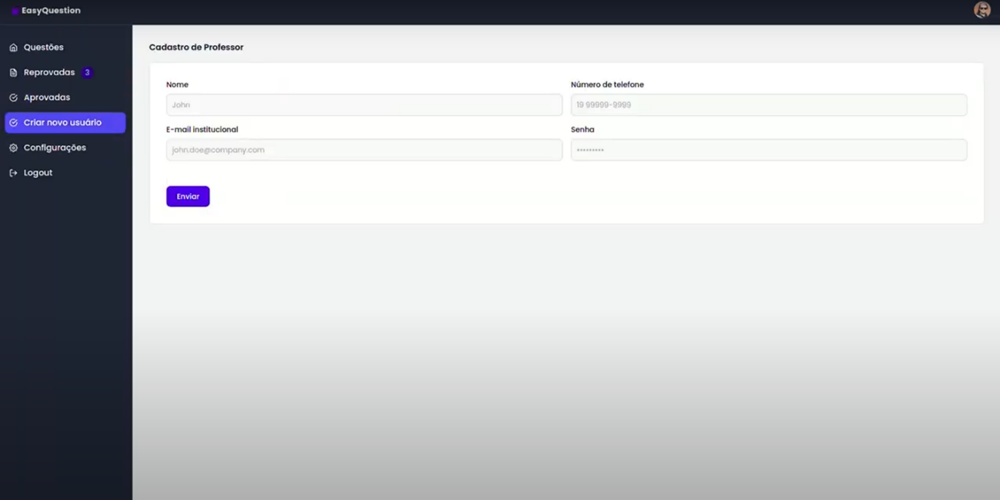 EasyQuestion
Questões
Reprovadas 3
Aprovadas
Criar novo usuário
Configurações
Logout
Cadastro de Professor
Nome
Número de telefone
John
19 99999-9999
E-mail institucional
Senha
john.doe@company.com
•••••••••
Enviar